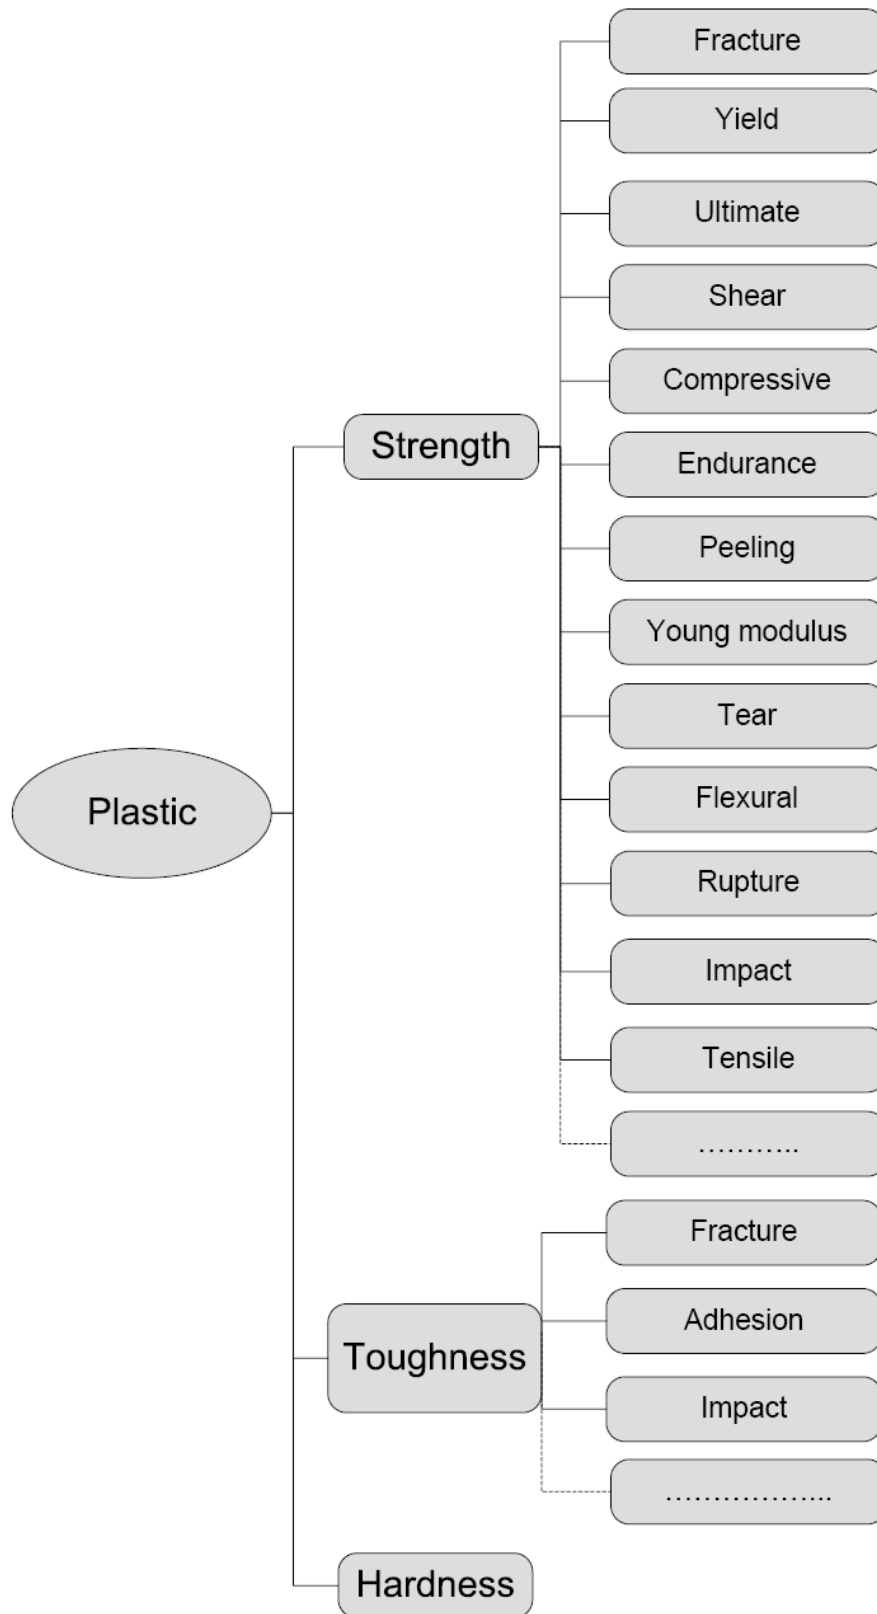 Fracture
Yield
Ultimate
Shear
Compressive
Strength
Endurance
Peeling
Young modulus
Tear
Plastic
Flexural
Rupture
Impact
Tensile
………..
Fracture
Adhesion
Toughness
Impact
……………...
Hardness